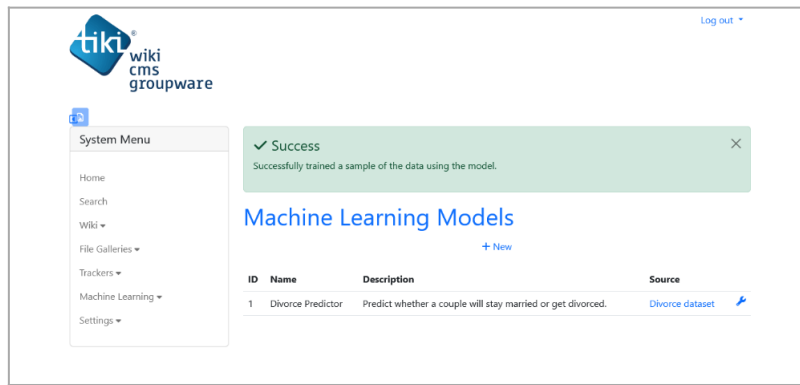 Log out
tiki®
wiki
cms
groupware
System Menu
Home
Search
Wiki
File Galleries
Trackers
Machine Learning
Settings
Success
Successfully trained a sample of the data using the model.
Machine Learning Models
+ New
ID Name Description Source
1 Divorce Predictor Predict whether a couple will stay married or get divorced. Divorce dataset